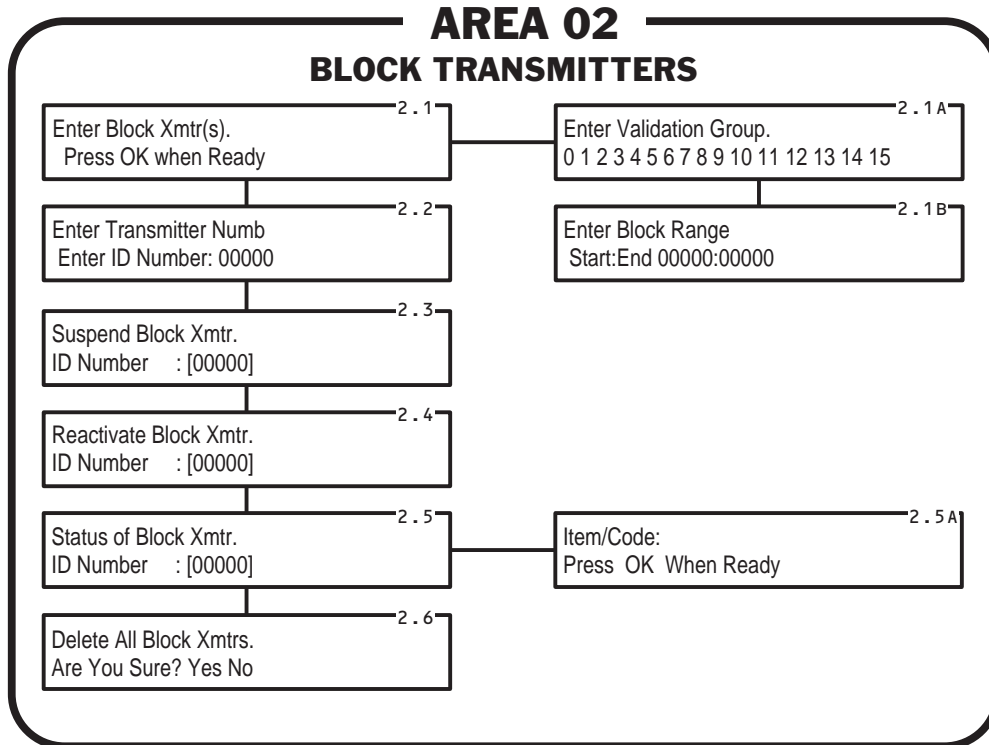 AREA 02
BLOCK TRANSMITTERS
2.1
Enter Block Xmtr(s).
Press OK when Ready
2.1A
Enter Validation Group.
0 1 2 3 4 5 6 7 8 9 10 11 12 13 14 15
2.2
Enter Transmitter Numb
Enter ID Number: 00000
2.1B
Enter Block Range
Start:End 00000:00000
2.3
Suspend Block Xmtr.
ID Number : [00000]
2.4
Reactivate Block Xmtr.
ID Number : [00000]
2.5
Status of Block Xmtr.
ID Number : [00000]
2.5A
Item/Code:
Press OK When Ready
2.6
Delete All Block Xmtrs.
Are You Sure? Yes No